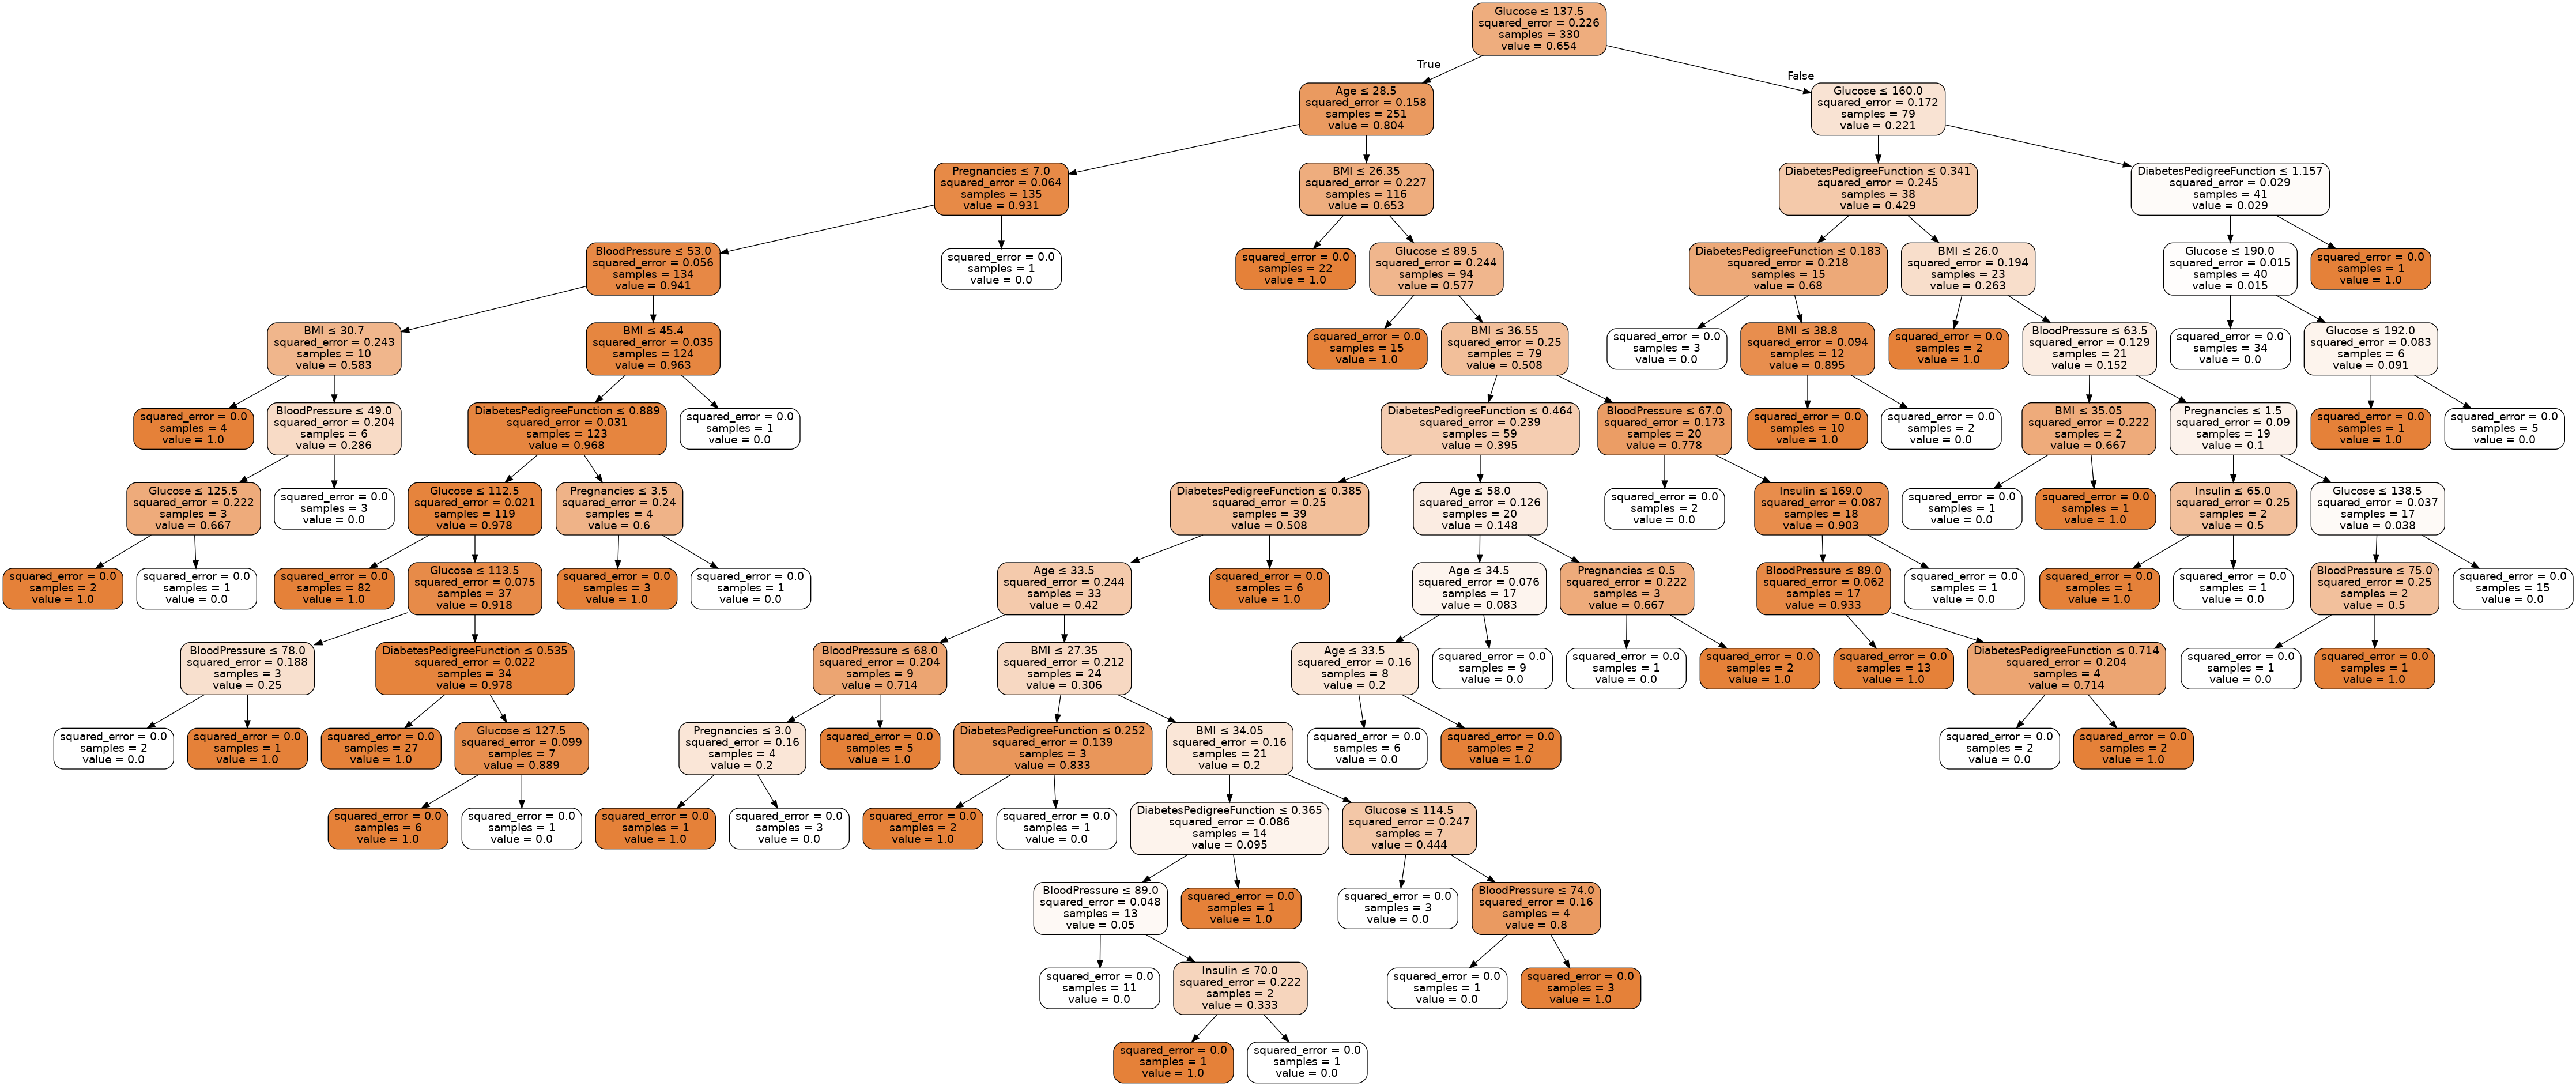 Glucose ≤ 137.5
squared_error = 0.226
samples = 330
value = 0.654
True
False
Age ≤ 28.5
squared_error = 0.158
samples = 251
value = 0.804
Glucose ≤ 160.0
squared_error = 0.172
samples = 79
value = 0.221
Pregnancies ≤ 7.0
squared_error = 0.064
samples = 135
value = 0.931
BMI ≤ 26.35
squared_error = 0.227
samples = 116
value = 0.653
DiabetesPedigreeFunction ≤ 0.341
squared_error = 0.245
samples = 38
value = 0.429
DiabetesPedigreeFunction ≤ 1.157
squared_error = 0.029
samples = 41
value = 0.029
BloodPressure ≤ 53.0
squared_error = 0.056
samples = 134
value = 0.941
squared_error = 0.0
samples = 1
value = 0.0
squared_error = 0.0
samples = 22
value = 1.0
Glucose ≤ 89.5
squared_error = 0.244
samples = 94
value = 0.577
DiabetesPedigreeFunction ≤ 0.183
squared_error = 0.218
samples = 15
value = 0.68
BMI ≤ 26.0
squared_error = 0.194
samples = 23
value = 0.263
Glucose ≤ 190.0
squared_error = 0.015
samples = 40
value = 0.015
squared_error = 0.0
samples = 1
value = 1.0
BMI ≤ 30.7
squared_error = 0.243
samples = 10
value = 0.583
BMI ≤ 45.4
squared_error = 0.035
samples = 124
value = 0.963
squared_error = 0.0
samples = 15
value = 1.0
BMI ≤ 36.55
squared_error = 0.25
samples = 79
value = 0.508
squared_error = 0.0
samples = 3
value = 0.0
BMI ≤ 38.8
squared_error = 0.094
samples = 12
value = 0.895
squared_error = 0.0
samples = 2
value = 1.0
BloodPressure ≤ 63.5
squared_error = 0.129
samples = 21
value = 0.152
squared_error = 0.0
samples = 34
value = 0.0
Glucose ≤ 192.0
squared_error = 0.083
samples = 6
value = 0.091
squared_error = 0.0
samples = 4
value = 1.0
BloodPressure ≤ 49.0
squared_error = 0.204
samples = 6
value = 0.286
DiabetesPedigreeFunction ≤ 0.889
squared_error = 0.031
samples = 123
value = 0.968
squared_error = 0.0
samples = 1
value = 0.0
DiabetesPedigreeFunction ≤ 0.464
squared_error = 0.239
samples = 59
value = 0.395
BloodPressure ≤ 67.0
squared_error = 0.173
samples = 20
value = 0.778
squared_error = 0.0
samples = 10
value = 1.0
squared_error = 0.0
samples = 2
value = 0.0
BMI ≤ 35.05
squared_error = 0.222
samples = 2
value = 0.667
Pregnancies ≤ 1.5
squared_error = 0.09
samples = 19
value = 0.1
squared_error = 0.0
samples = 1
value = 1.0
squared_error = 0.0
samples = 5
value = 0.0
Glucose ≤ 125.5
squared_error = 0.222
samples = 3
value = 0.667
squared_error = 0.0
samples = 3
value = 0.0
Glucose ≤ 112.5
squared_error = 0.021
samples = 119
value = 0.978
Pregnancies ≤ 3.5
squared_error = 0.24
samples = 4
value = 0.6
DiabetesPedigreeFunction ≤ 0.385
squared_error = 0.25
samples = 39
value = 0.508
Age ≤ 58.0
squared_error = 0.126
samples = 20
value = 0.148
squared_error = 0.0
samples = 2
value = 0.0
Insulin ≤ 169.0
squared_error = 0.087
samples = 18
value = 0.903
squared_error = 0.0
samples = 1
value = 0.0
squared_error = 0.0
samples = 1
value = 1.0
Insulin ≤ 65.0
squared_error = 0.25
samples = 2
value = 0.5
Glucose ≤ 138.5
squared_error = 0.037
samples = 17
value = 0.038
squared_error = 0.0
samples = 2
value = 1.0
squared_error = 0.0
samples = 1
value = 0.0
squared_error = 0.0
samples = 82
value = 1.0
Glucose ≤ 113.5
squared_error = 0.075
samples = 37
value = 0.918
squared_error = 0.0
samples = 3
value = 1.0
squared_error = 0.0
samples = 1
value = 0.0
Age ≤ 33.5
squared_error = 0.244
samples = 33
value = 0.42
squared_error = 0.0
samples = 6
value = 1.0
Age ≤ 34.5
squared_error = 0.076
samples = 17
value = 0.083
Pregnancies ≤ 0.5
squared_error = 0.222
samples = 3
value = 0.667
BloodPressure ≤ 89.0
squared_error = 0.062
samples = 17
value = 0.933
squared_error = 0.0
samples = 1
value = 0.0
squared_error = 0.0
samples = 1
value = 1.0
squared_error = 0.0
samples = 1
value = 0.0
BloodPressure ≤ 75.0
squared_error = 0.25
samples = 2
value = 0.5
squared_error = 0.0
samples = 15
value = 0.0
BloodPressure ≤ 78.0
squared_error = 0.188
samples = 3
value = 0.25
DiabetesPedigreeFunction ≤ 0.535
squared_error = 0.022
samples = 34
value = 0.978
BloodPressure ≤ 68.0
squared_error = 0.204
samples = 9
value = 0.714
BMI ≤ 27.35
squared_error = 0.212
samples = 24
value = 0.306
Age ≤ 33.5
squared_error = 0.16
samples = 8
value = 0.2
squared_error = 0.0
samples = 9
value = 0.0
squared_error = 0.0
samples = 1
value = 0.0
squared_error = 0.0
samples = 2
value = 1.0
squared_error = 0.0
samples = 13
value = 1.0
DiabetesPedigreeFunction ≤ 0.714
squared_error = 0.204
samples = 4
value = 0.714
squared_error = 0.0
samples = 1
value = 0.0
squared_error = 0.0
samples = 1
value = 1.0
squared_error = 0.0
samples = 2
value = 0.0
squared_error = 0.0
samples = 1
value = 1.0
squared_error = 0.0
samples = 27
value = 1.0
Glucose ≤ 127.5
squared_error = 0.099
samples = 7
value = 0.889
Pregnancies ≤ 3.0
squared_error = 0.16
samples = 4
value = 0.2
squared_error = 0.0
samples = 5
value = 1.0
DiabetesPedigreeFunction ≤ 0.252
squared_error = 0.139
samples = 3
value = 0.833
BMI ≤ 34.05
squared_error = 0.16
samples = 21
value = 0.2
squared_error = 0.0
samples = 6
value = 0.0
squared_error = 0.0
samples = 2
value = 1.0
squared_error = 0.0
samples = 2
value = 0.0
squared_error = 0.0
samples = 2
value = 1.0
squared_error = 0.0
samples = 6
value = 1.0
squared_error = 0.0
samples = 1
value = 0.0
squared_error = 0.0
samples = 1
value = 1.0
squared_error = 0.0
samples = 3
value = 0.0
squared_error = 0.0
samples = 2
value = 1.0
squared_error = 0.0
samples = 1
value = 0.0
DiabetesPedigreeFunction ≤ 0.365
squared_error = 0.086
samples = 14
value = 0.095
Glucose ≤ 114.5
squared_error = 0.247
samples = 7
value = 0.444
BloodPressure ≤ 89.0
squared_error = 0.048
samples = 13
value = 0.05
squared_error = 0.0
samples = 1
value = 1.0
squared_error = 0.0
samples = 3
value = 0.0
BloodPressure ≤ 74.0
squared_error = 0.16
samples = 4
value = 0.8
squared_error = 0.0
samples = 11
value = 0.0
Insulin ≤ 70.0
squared_error = 0.222
samples = 2
value = 0.333
squared_error = 0.0
samples = 1
value = 0.0
squared_error = 0.0
samples = 3
value = 1.0
squared_error = 0.0
samples = 1
value = 1.0
squared_error = 0.0
samples = 1
value = 0.0